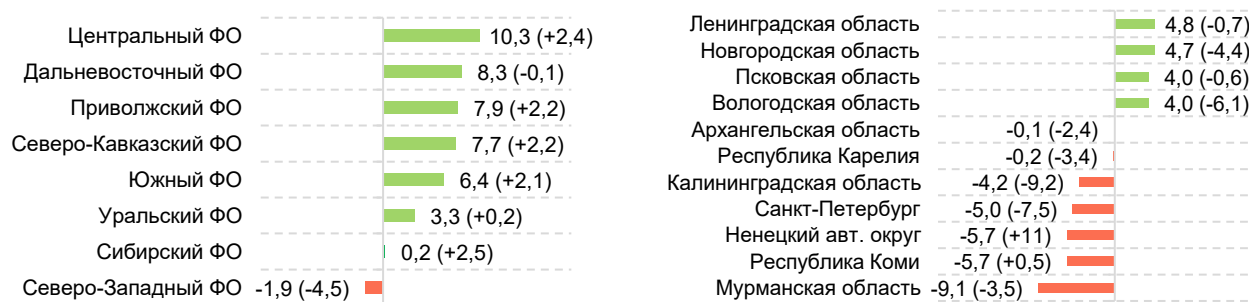 Центральный ФО 10,3 (+2,4)
Дальневосточный ФО 8,3 (-0,1)
Приволжский ФО 7,9 (+2,2)
Северо-Кавказский ФО 7,7 (+2,2)
Южный ФО 6,4 (+2,1)
Уральский ФО 3,3 (+0,2)
Сибирский ФО 0,2 (+2,5)
Северо-Западный ФО -1,9 (-4,5)
Ленинградская область 4,8 (-0,7)
Новгородская область 4,7 (-4,4)
Псковская область 4,0 (-0,6)
Вологодская область 4,0 (-6,1)
Архангельская область -0,1 (-2,4)
Республика Карелия -0,2 (-3,4)
Калининградская область -4,2 (-9,2)
Санкт-Петербург -5,0 (-7,5)
Ненецкий авт. округ -5,7 (+11)
Республика Коми -5,7 (+0,5)
Мурманская область -9,1 (-3,5)